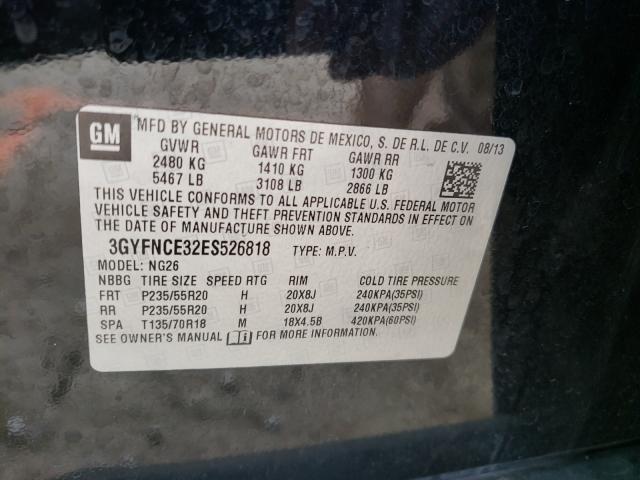 GM
MFD BY GENERAL MOTORS DE MEXICO, S. DE R.L. DE C.V. 08/13
GVWR GAWR FRT GAWR RR
2480 KG 1410 KG 1300 KG
5467 LB 3108 LB 2866 LB
THIS VEHICLE CONFORMS TO ALL APPLICABLE U.S. FEDERAL MOTOR
VEHICLE SAFETY AND THEFT PREVENTION STANDARDS IN EFFECT ON
THE DATE OF MANUFACTURE SHOWN ABOVE.
3GYFNCE32ES526818 TYPE: M.P.V.
MODEL: NG26
NBBG TIRE SIZE SPEED RTG RIM COLD TIRE PRESSURE
FRT P235/55R20 H 20X8J 240KPA(35PSI)
RR P235/55R20 H 20X8J 240KPA(35PSI)
SPA T135/70R18 M 18X4.5B 420KPA(60PSI)
SEE OWNER'S MANUAL FOR MORE INFORMATION.